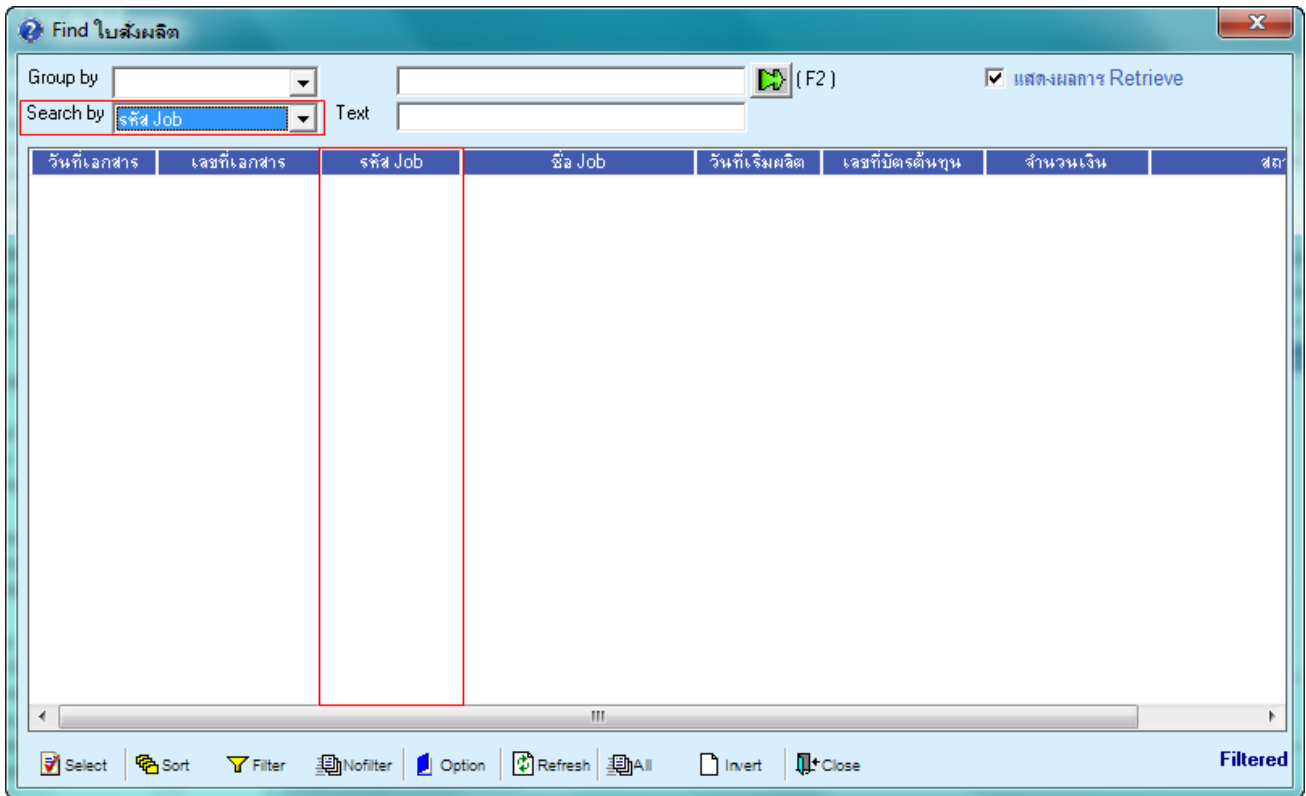 Find ใบสั่งผลิต
Group by ( F2 ) แสดงผลการ Retrieve
Search by รหัส Job Text
วันที่เอกสาร เลขที่เอกสาร รหัส Job ชื่อ Job วันที่เริ่มผลิต เลขที่บัตรต้นทุน จำนวนเงิน สถา
Select Sort Filter Nofilter Option Refresh All Invert Close Filtered